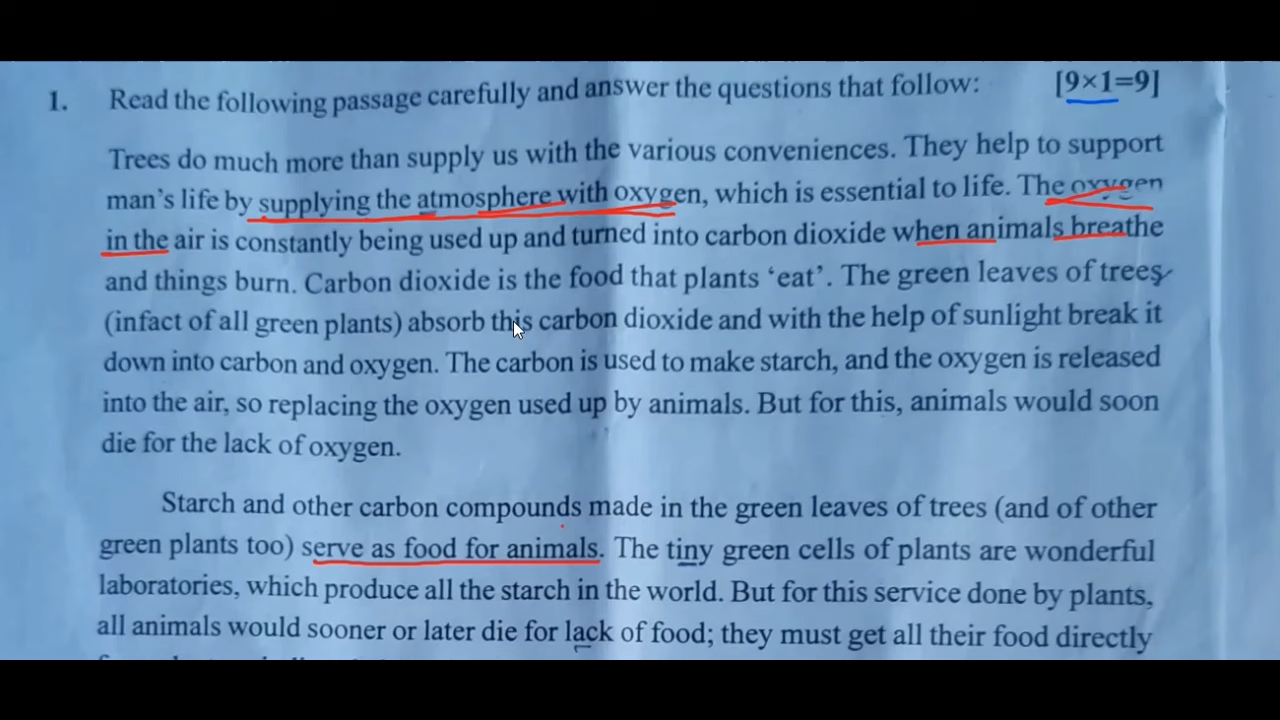 1. Read the following passage carefully and answer the questions that follow: [9×1=9]
Trees do much more than supply us with the various conveniences. They help to support
man's life by supplying the atmosphere with oxygen, which is essential to life. The oxygen
in the air is constantly being used up and turned into carbon dioxide when animals breathe
and things burn. Carbon dioxide is the food that plants ‘eat’. The green leaves of trees
(infact of all green plants) absorb this carbon dioxide and with the help of sunlight break it
down into carbon and oxygen. The carbon is used to make starch, and the oxygen is released
into the air, so replacing the oxygen used up by animals. But for this, animals would soon
die for the lack of oxygen.
Starch and other carbon compounds made in the green leaves of trees (and of other
green plants too) serve as food for animals. The tiny green cells of plants are wonderful
laboratories, which produce all the starch in the world. But for this service done by plants,
all animals would sooner or later die for lack of food; they must get all their food directly